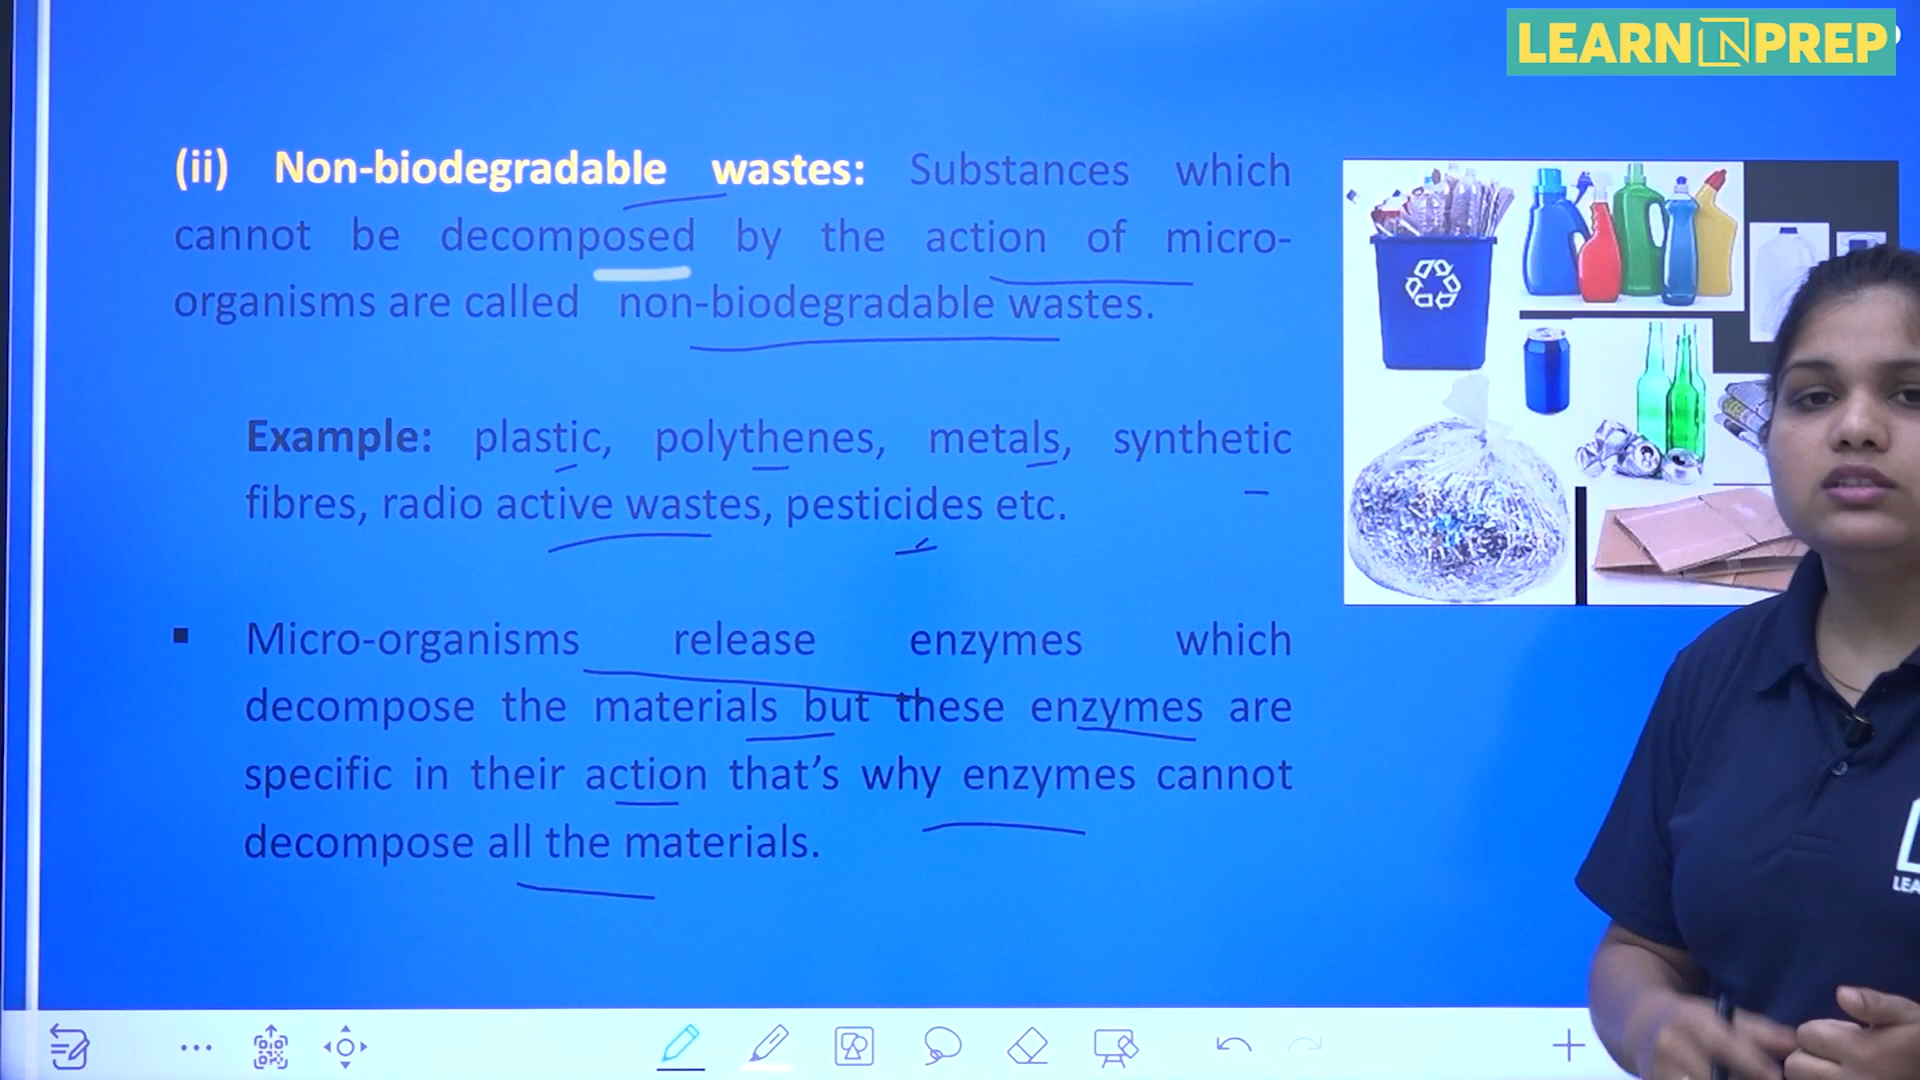 LEARN LN PREP
(ii) Non-biodegradable wastes: Substances which
cannot be decomposed by the action of micro-
organisms are called non-biodegradable wastes.
Example: plastic, polythenes, metals, synthetic
fibres, radio active wastes, pesticides etc.
▪ Micro-organisms release enzymes which
decompose the materials but these enzymes are
specific in their action that’s why enzymes cannot
decompose all the materials.